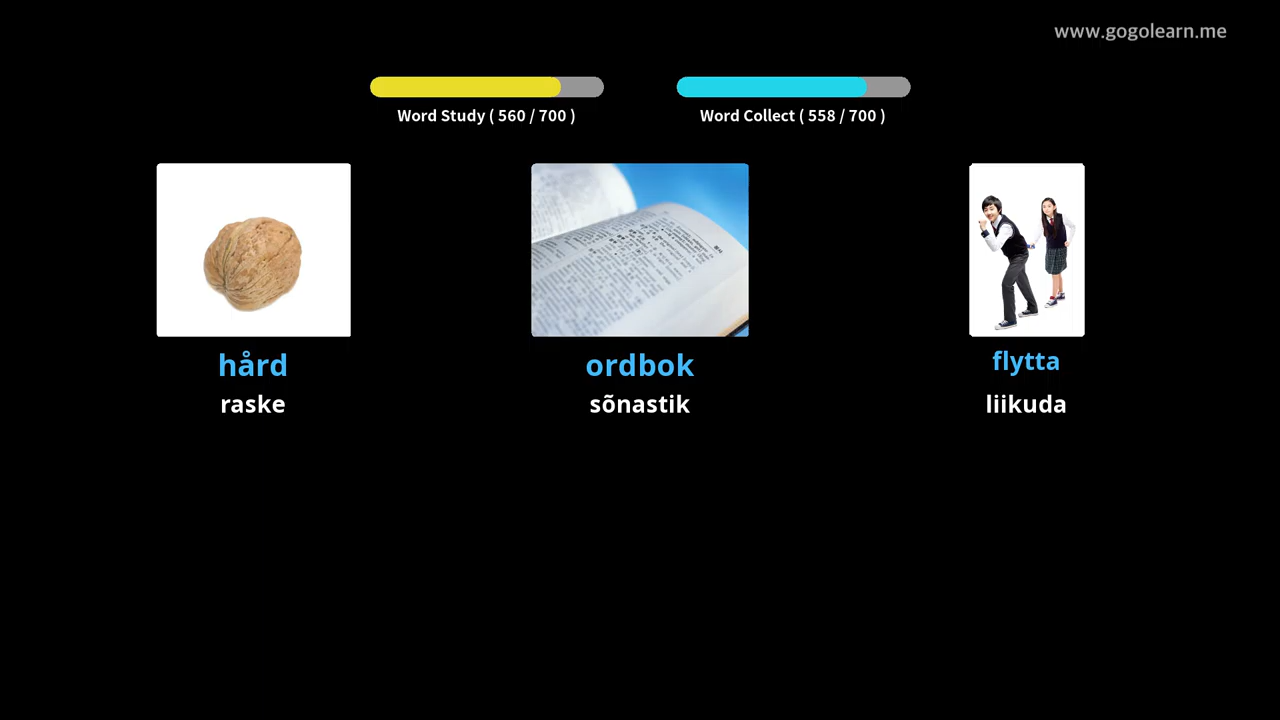 www.gogolearn.me
Word Study ( 560 / 700 )
Word Collect ( 558 / 700 )
hård
ordbok
flytta
raske
sõnastik
liikuda